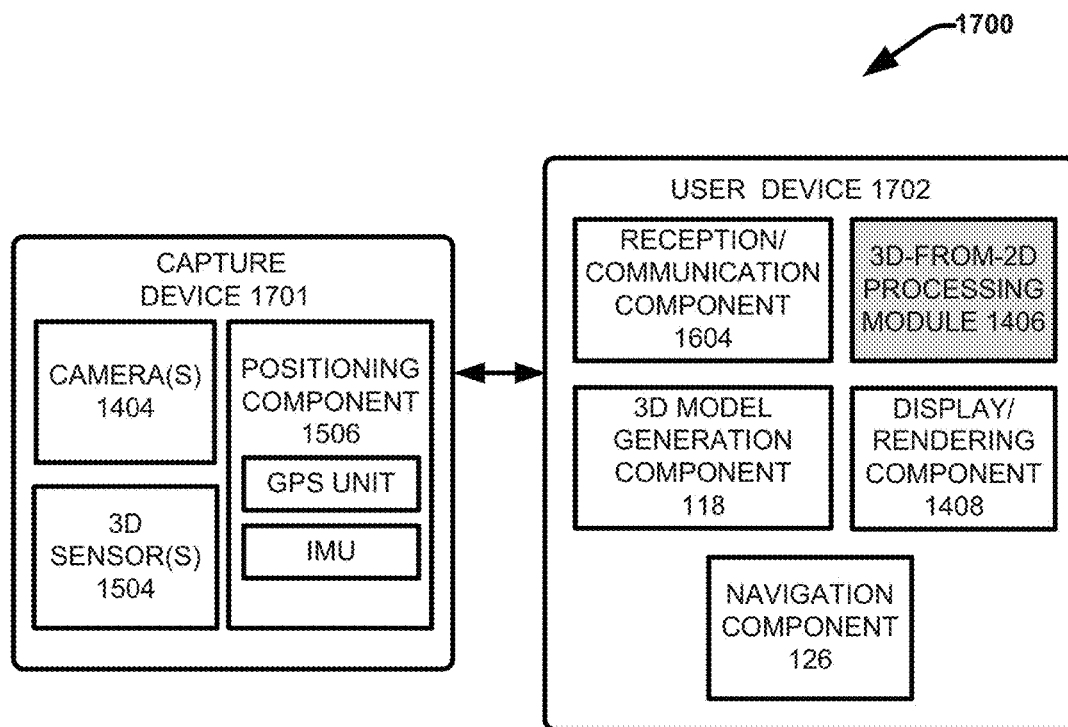 1700
CAPTURE
DEVICE 1701
CAMERA(S)
1404
3D
SENSOR(S)
1504
POSITIONING
COMPONENT
1506
GPS UNIT
IMU
USER DEVICE 1702
RECEPTION/
COMMUNICATION
COMPONENT
1604
3D-FROM-2D
PROCESSING
MODULE 1406
3D MODEL
GENERATION
COMPONENT
118
DISPLAY/
RENDERING
COMPONENT
1408
NAVIGATION
COMPONENT
126